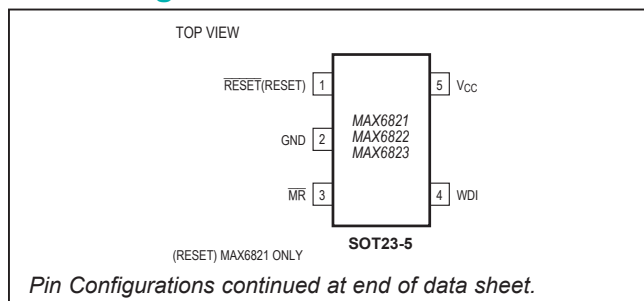 TOP VIEW
RESET(RESET) 1
5 VCC
MAX6821
MAX6822
MAX6823
GND 2
MR 3
4 WDI
SOT23-5
(RESET) MAX6821 ONLY
Pin Configurations continued at end of data sheet.